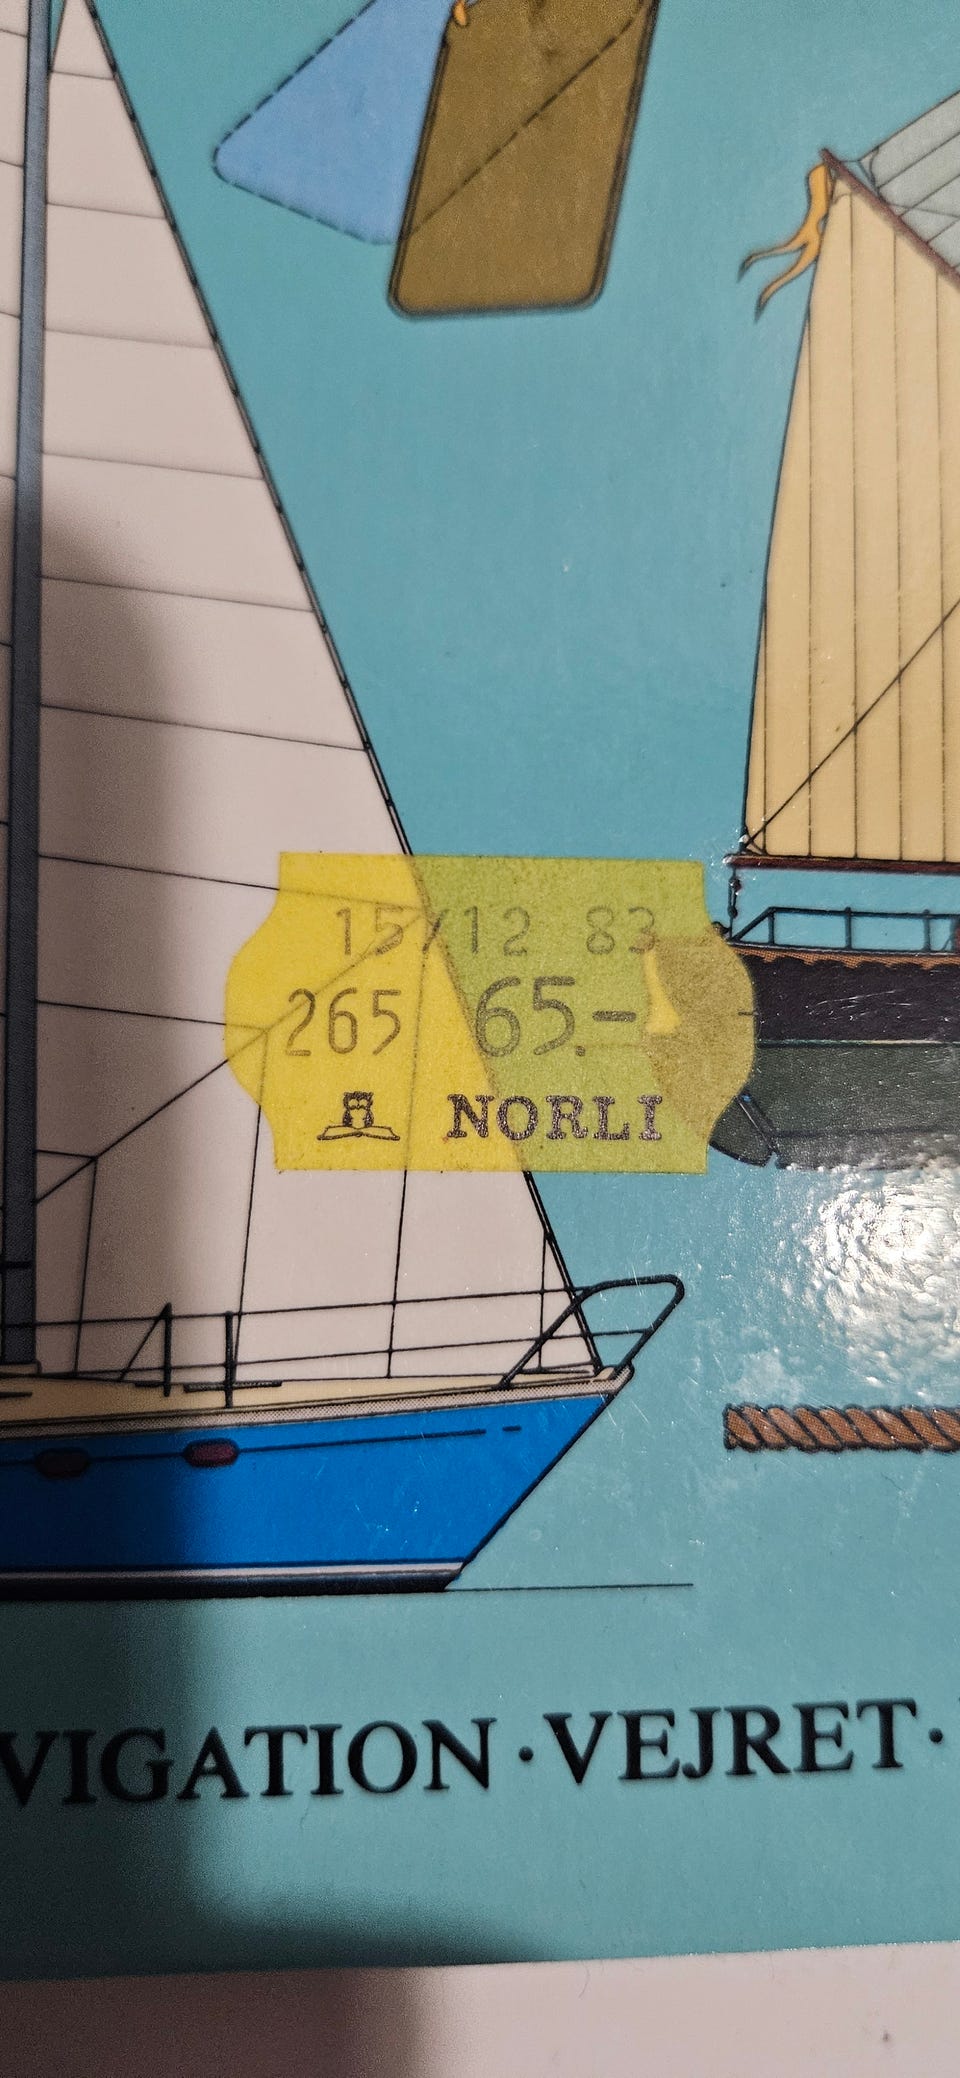 15/12 83
265 65.-
NORLI
VIGATION·VEJRET·